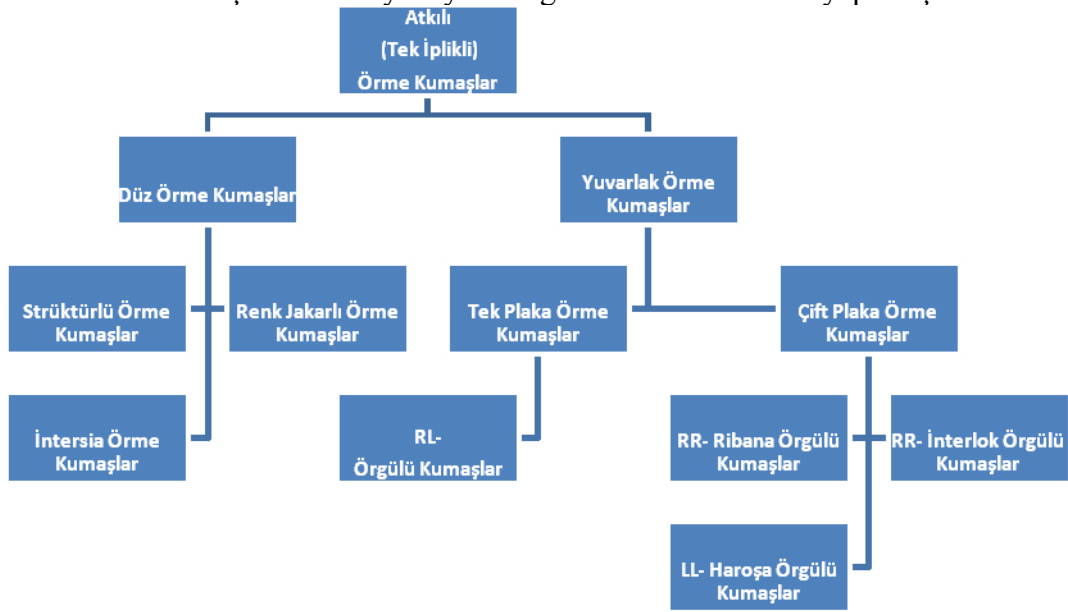 Atkılı
(Tek İplikli)
Örme Kumaşlar
Düz Örme Kumaşlar
Yuvarlak Örme
Kumaşlar
Strüktürlü Örme
Kumaşlar
Renk Jakarlı Örme
Kumaşlar
Tek Plaka Örme
Kumaşlar
Çift Plaka Örme
Kumaşlar
İntersia Örme
Kumaşlar
RL-
Örgülü Kumaşlar
RR- Ribana Örgülü
Kumaşlar
RR- İnterlok Örgülü
Kumaşlar
LL- Haroşa Örgülü
Kumaşlar